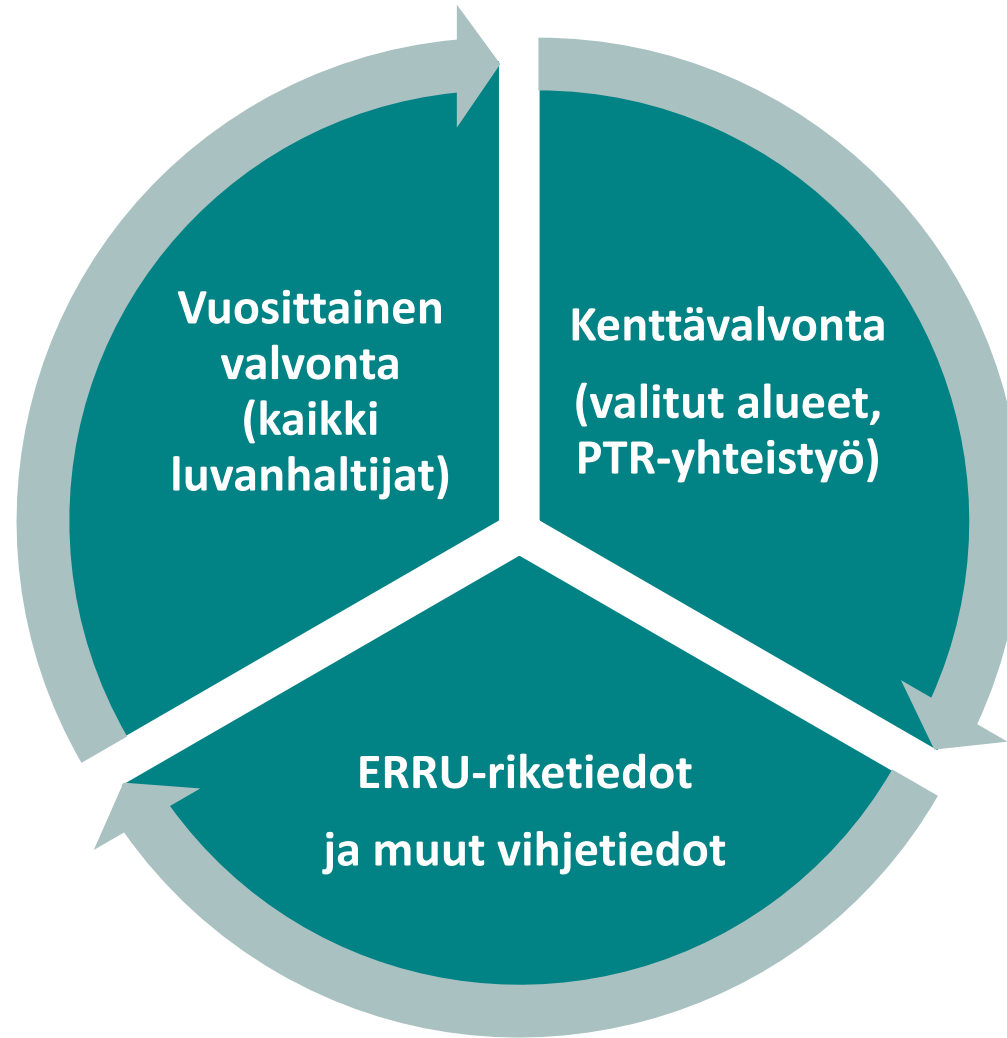 Vuosittainen
valvonta
(kaikki
luvanhaltijat)
Kenttävalvonta
(valitut alueet,
PTR-yhteistyö)
ERRU-riketiedot
ja muut vihjetiedot